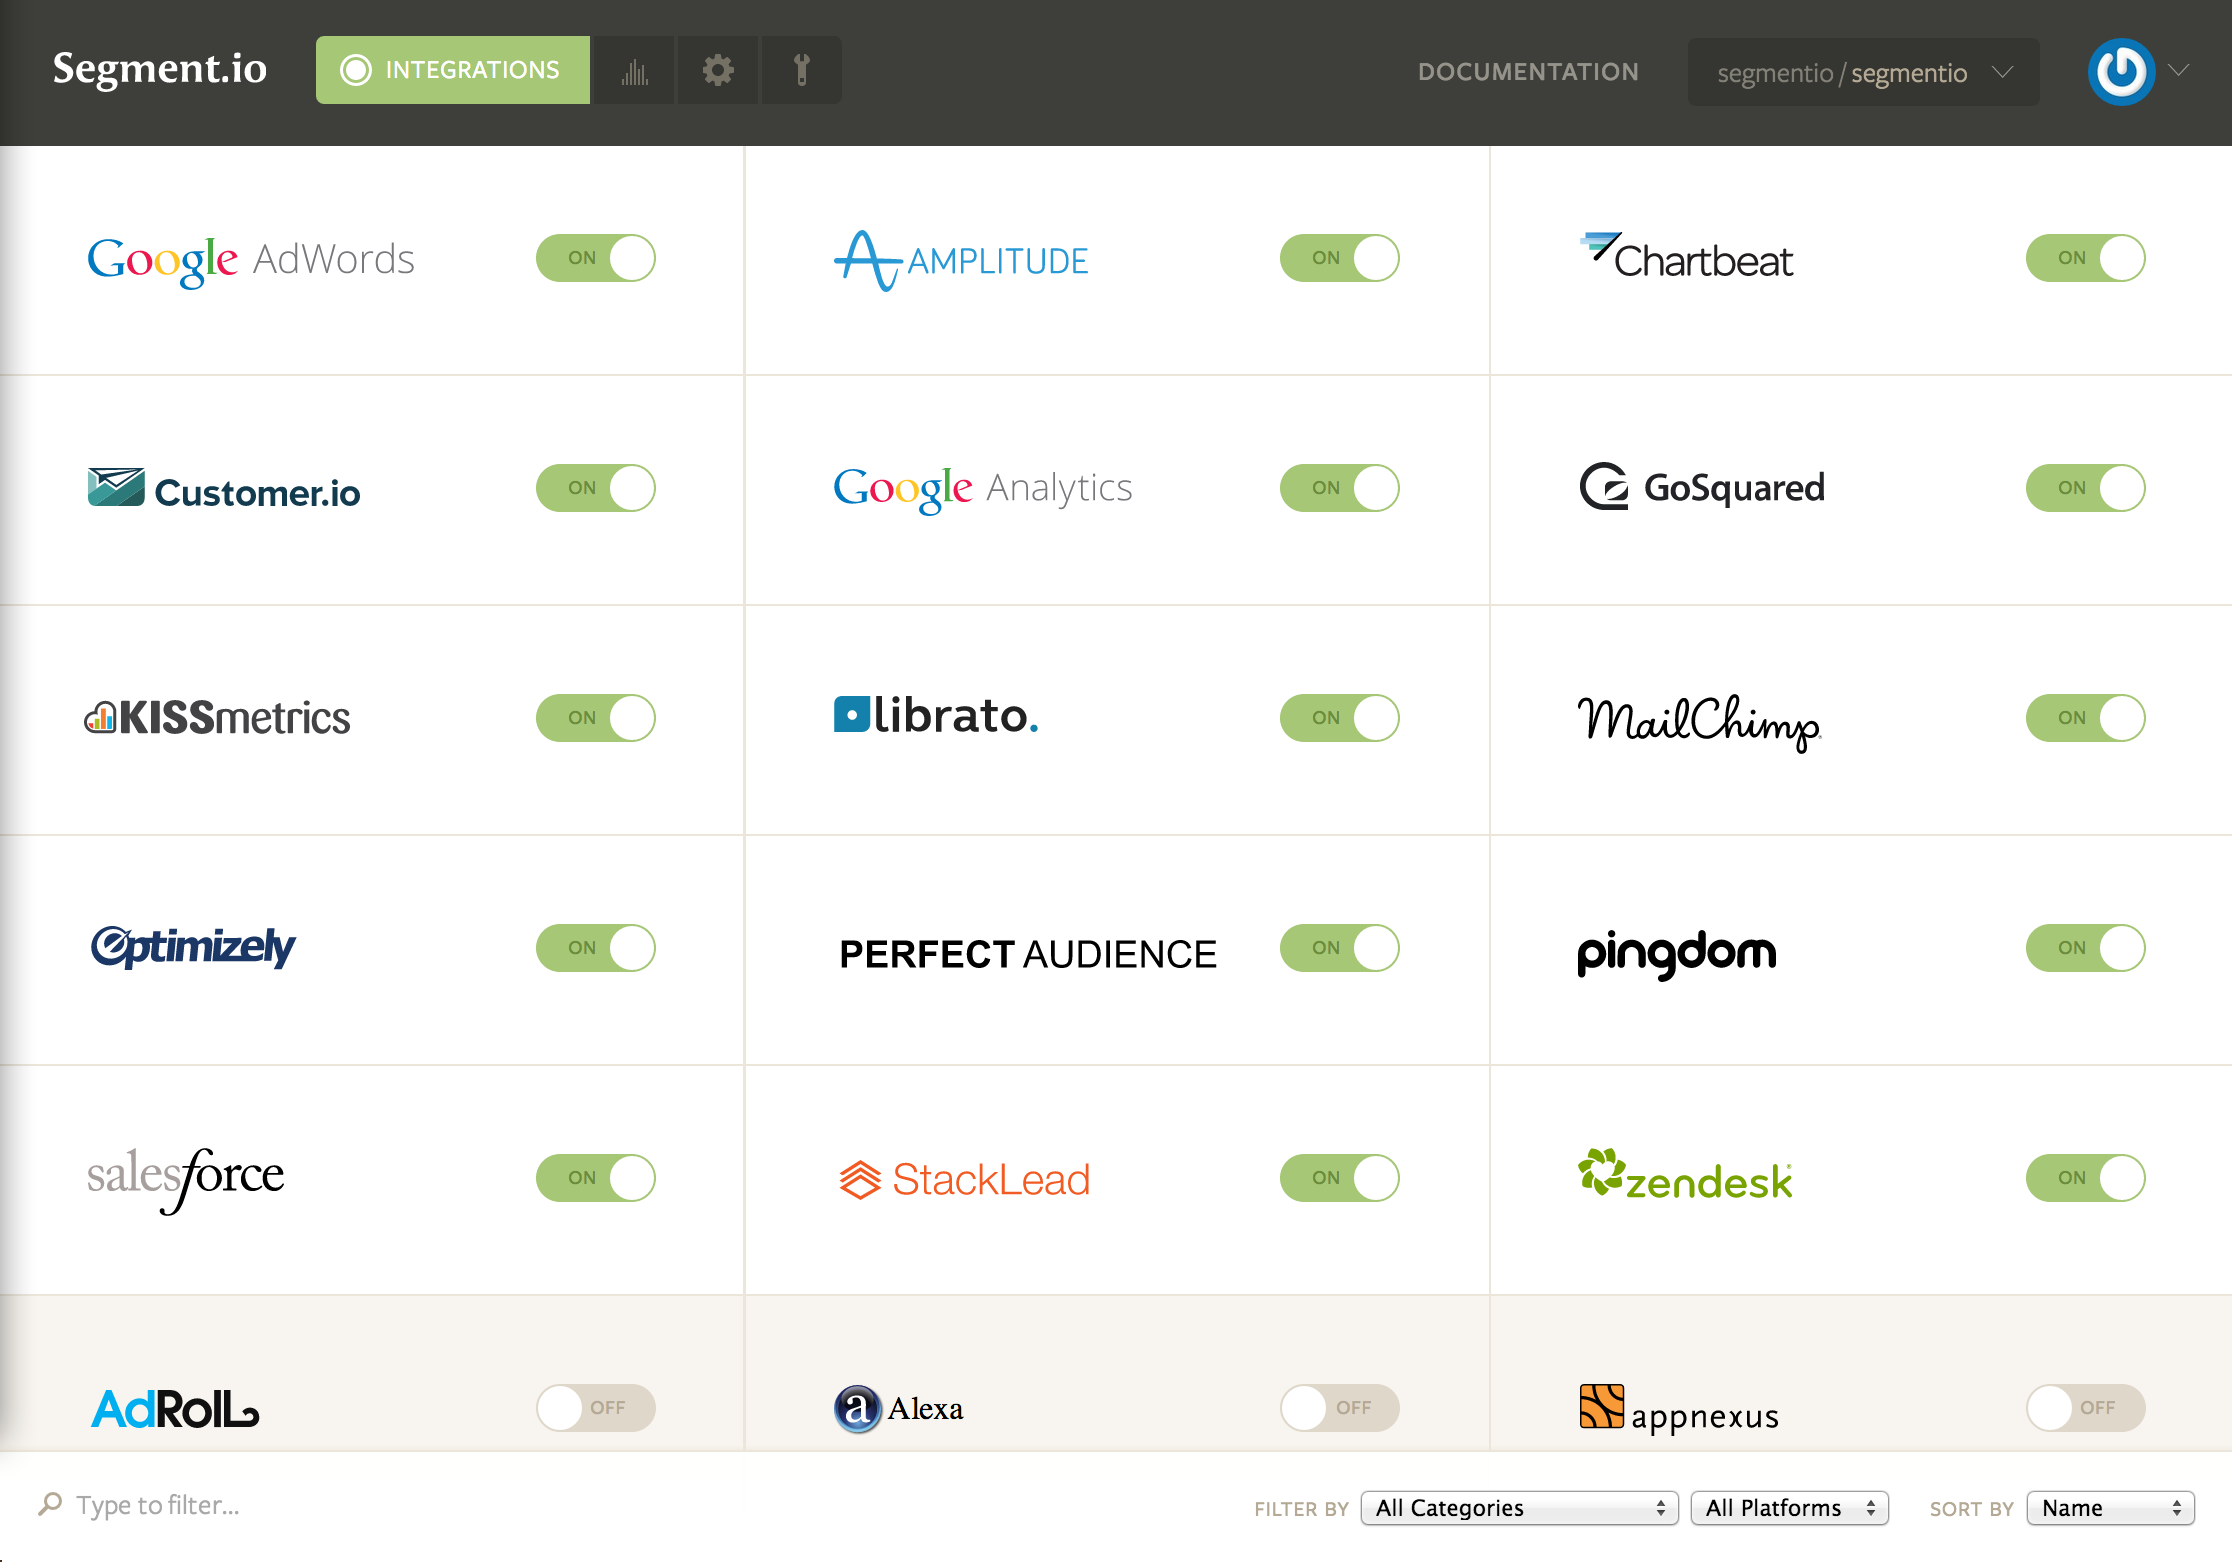 Segment.io INTEGRATIONS DOCUMENTATION segmentio / segmentio
Google AdWords ON AMPLITUDE ON Chartbeat ON
Customer.io ON Google Analytics ON GoSquared ON
KISSmetrics ON librato. ON MailChimp ON
Optimizely ON PERFECT AUDIENCE ON pingdom ON
salesforce ON StackLead ON zendesk ON
AdRoll OFF a Alexa OFF appnexus OFF
Type to filter... FILTER BY All Categories All Platforms SORT BY Name